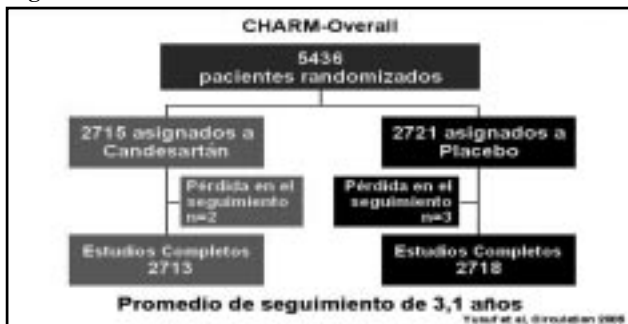 CHARM-Overall
5436
pacientes randomizados
2715 asignados a
Candesartán
2721 asignados a
Placebo
Pérdida en el
seguimiento
n=2
Pérdida en el
seguimiento
n=3
Estudios Completos
2713
Estudios Completos
2718
Promedio de seguimiento de 3,1 años
Yusuf et al, Circulation 2005